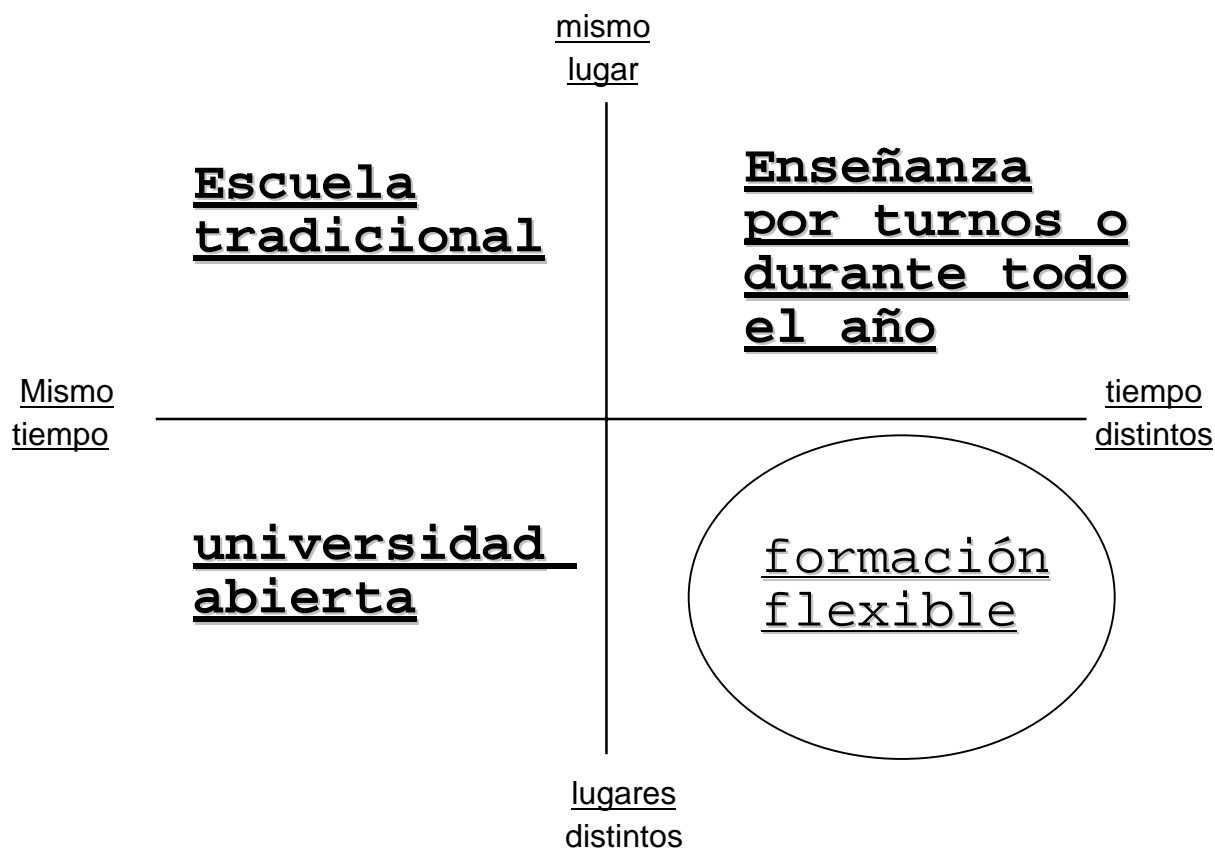 mismo
lugar
Escuela
tradicional
Enseñanza
por turnos o
durante todo
el año
Mismo
tiempo
tiempo
distintos
universidad
abierta
formación
flexible
lugares
distintos